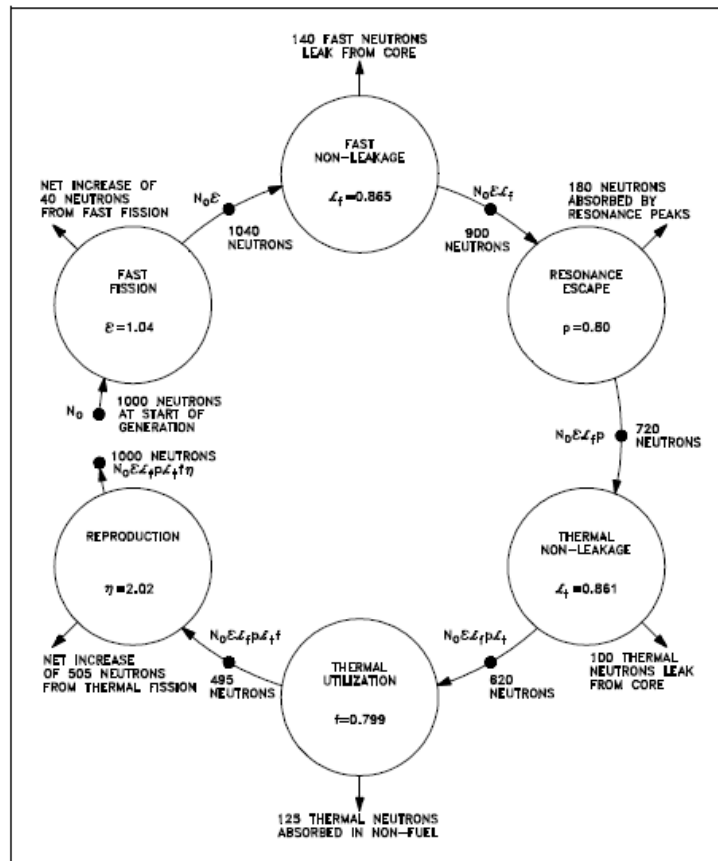 140 FAST NEUTRONS
LEAK FROM CORE
FAST
NON-LEAKAGE
ℒf=0.865
N₀ε
1040
NEUTRONS
N₀εℒf
900
NEUTRONS
NET INCREASE OF
40 NEUTRONS
FROM FAST FISSION
180 NEUTRONS
ABSORBED BY
RESONANCE PEAKS
FAST
FISSION
ε=1.04
RESONANCE
ESCAPE
p=0.80
N₀
1000 NEUTRONS
AT START OF
GENERATION
N₀εℒfp
720
NEUTRONS
1000 NEUTRONS
N₀εℒfpℒtfη
REPRODUCTION
η=2.02
THERMAL
NON-LEAKAGE
ℒt=0.861
NET INCREASE
OF 505 NEUTRONS
FROM THERMAL FISSION
N₀εℒfpℒtf
495
NEUTRONS
THERMAL
UTILIZATION
f=0.799
N₀εℒfpℒt
620
NEUTRONS
100 THERMAL
NEUTRONS LEAK
FROM CORE
125 THERMAL NEUTRONS
ABSORBED IN NON-FUEL